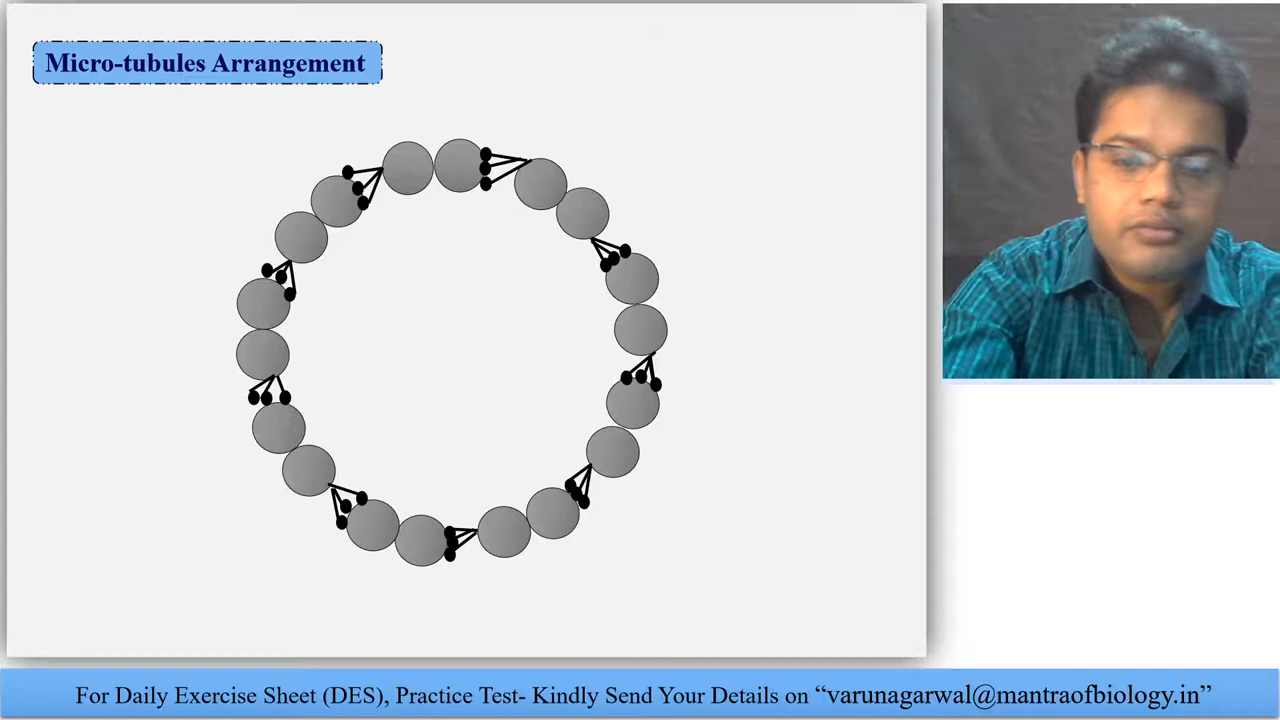 Micro-tubules Arrangement
For Daily Exercise Sheet (DES), Practice Test- Kindly Send Your Details on “varunagarwal@mantraofbiology.in”